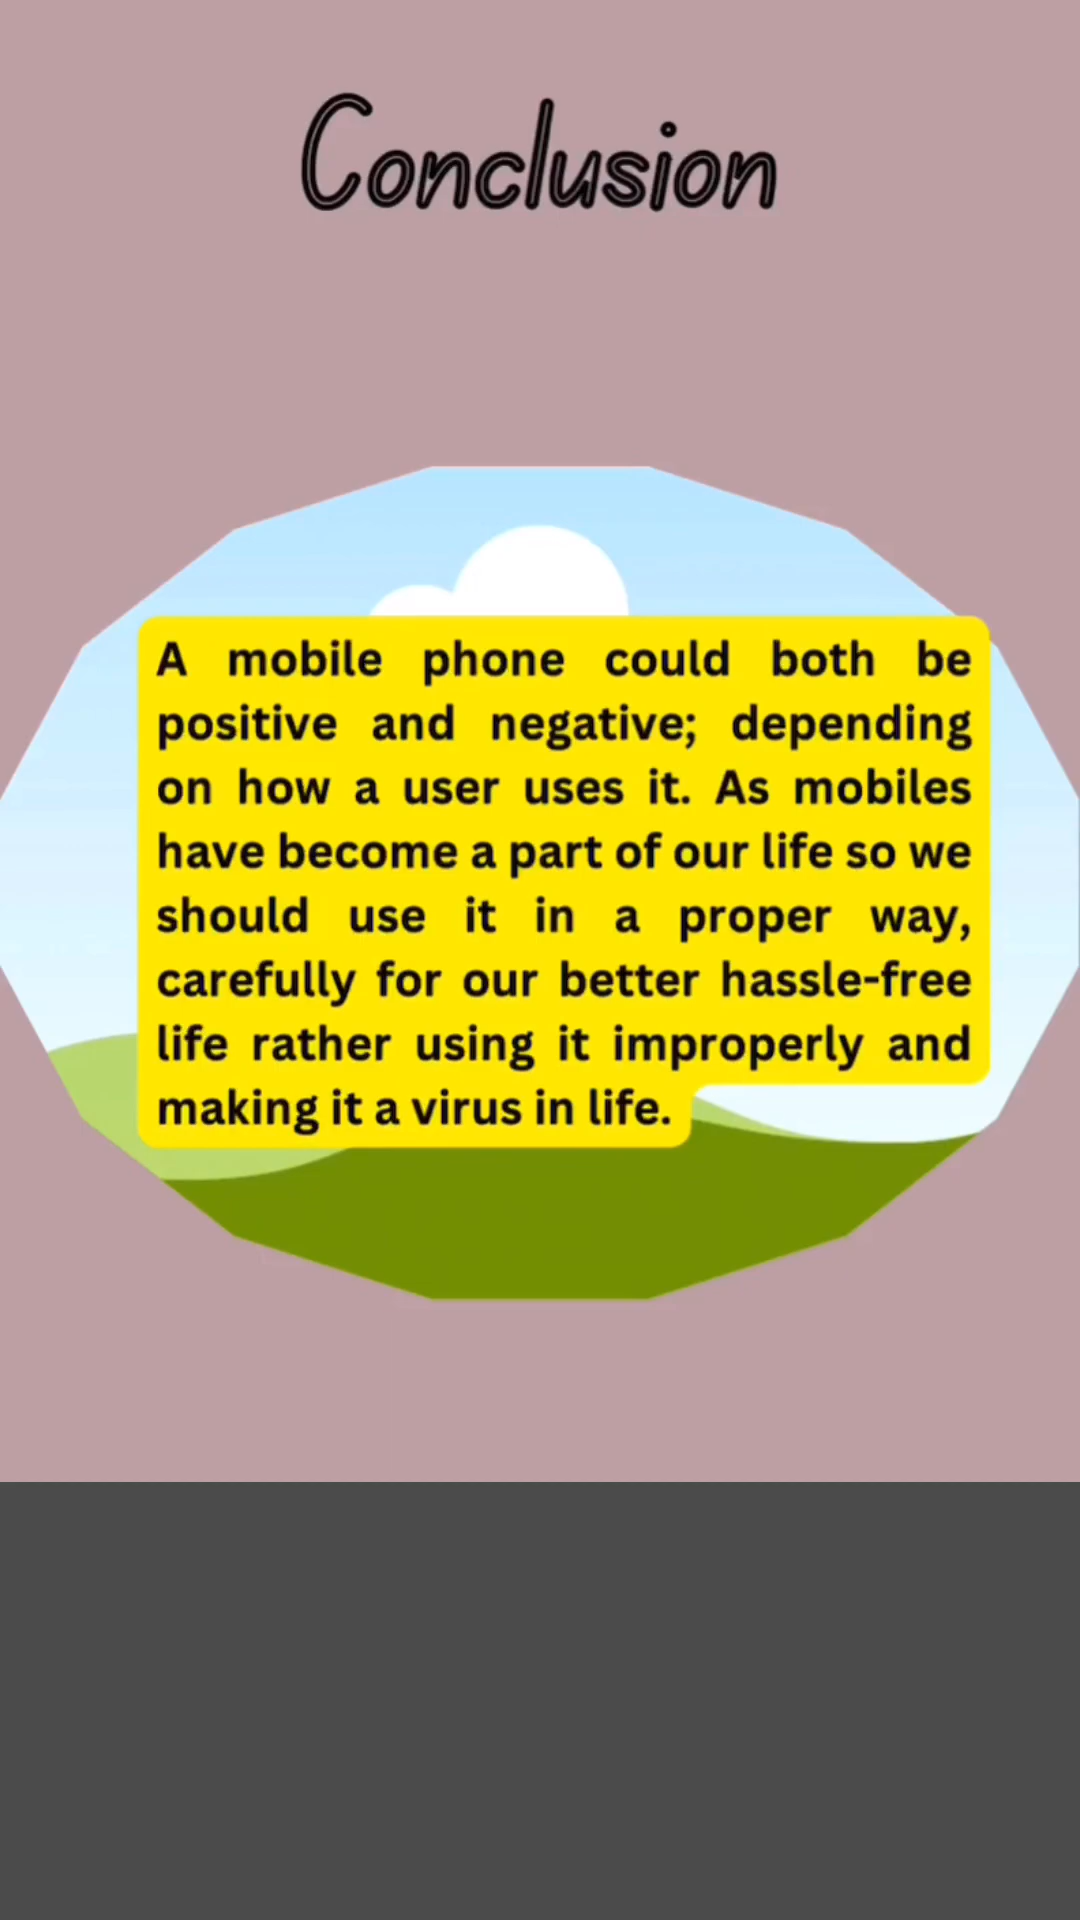 Conclusion
A mobile phone could both be
positive and negative; depending
on how a user uses it. As mobiles
have become a part of our life so we
should use it in a proper way,
carefully for our better hassle-free
life rather using it improperly and
making it a virus in life.